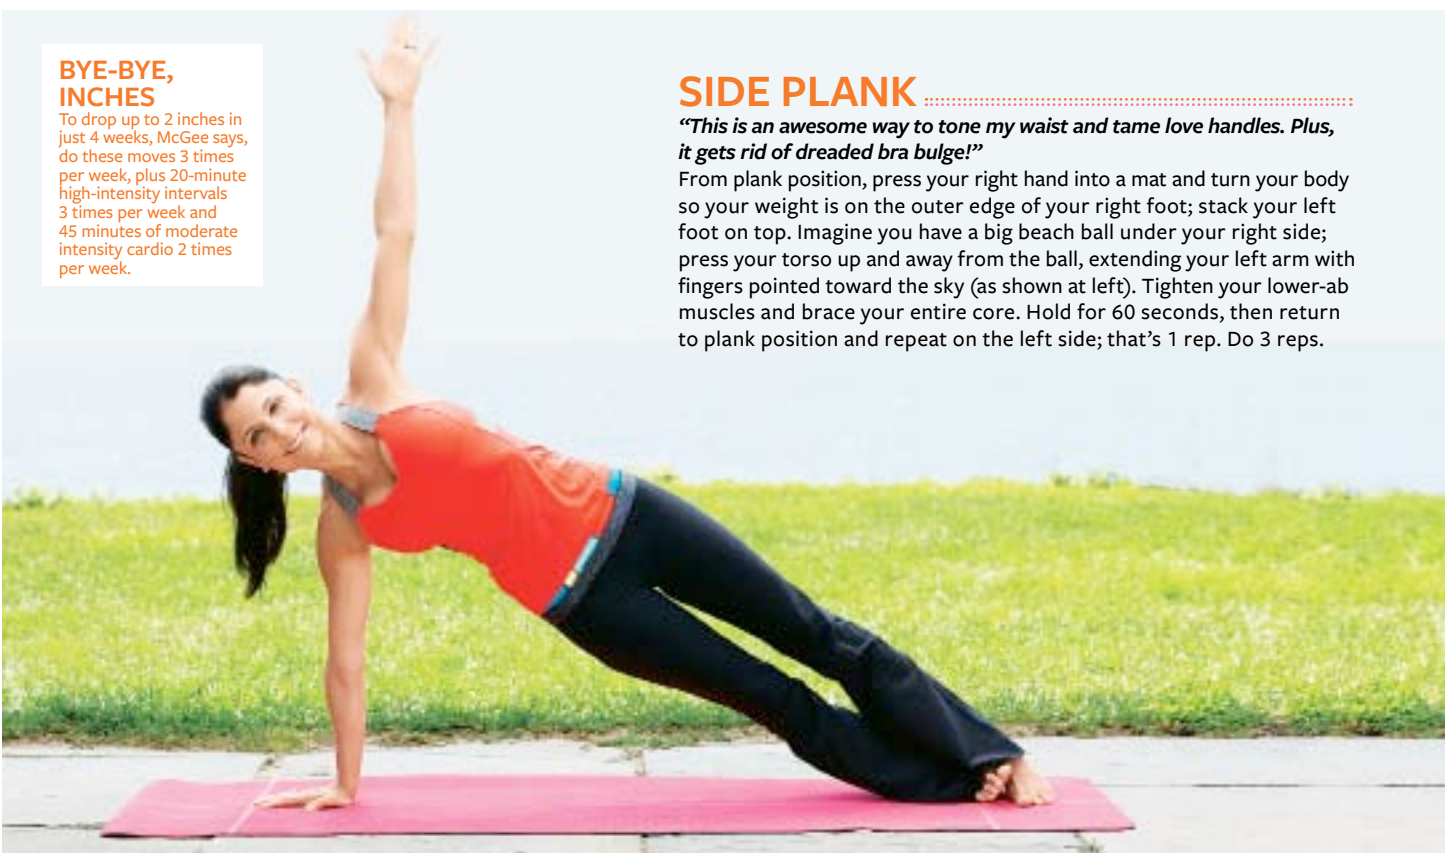 BYE-BYE,
INCHES
To drop up to 2 inches in
just 4 weeks, McGee says,
do these moves 3 times
per week, plus 20-minute
high-intensity intervals
3 times per week and
45 minutes of moderate
intensity cardio 2 times
per week.
SIDE PLANK
“This is an awesome way to tone my waist and tame love handles. Plus,
it gets rid of dreaded bra bulge!”
From plank position, press your right hand into a mat and turn your body
so your weight is on the outer edge of your right foot; stack your left
foot on top. Imagine you have a big beach ball under your right side;
press your torso up and away from the ball, extending your left arm with
fingers pointed toward the sky (as shown at left). Tighten your lower-ab
muscles and brace your entire core. Hold for 60 seconds, then return
to plank position and repeat on the left side; that’s 1 rep. Do 3 reps.